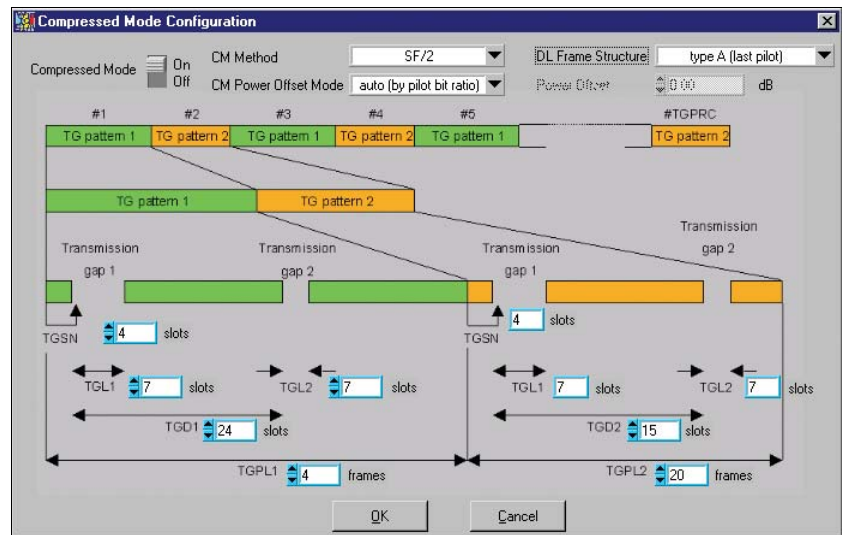 Compressed Mode Configuration
Compressed Mode On Off
CM Method SF/2 DL Frame Structure type A (last pilot)
CM Power Offset Mode auto (by pilot bit ratio) Power Offset 0.00 dB
#1 #2 #3 #4 #5 #TGPRC
TG pattern 1 TG pattern 2 TG pattern 1 TG pattern 2 TG pattern 1 TG pattern 2
TG pattern 1 TG pattern 2
Transmission gap 1 Transmission gap 2 Transmission gap 1 Transmission gap 2
TGSN 4 slots TGSN 4 slots
TGL1 7 slots TGL2 7 slots TGL1 7 slots TGL2 7 slots
TGD1 24 slots TGD2 15 slots
TGPL1 4 frames TGPL2 20 frames
OK Cancel